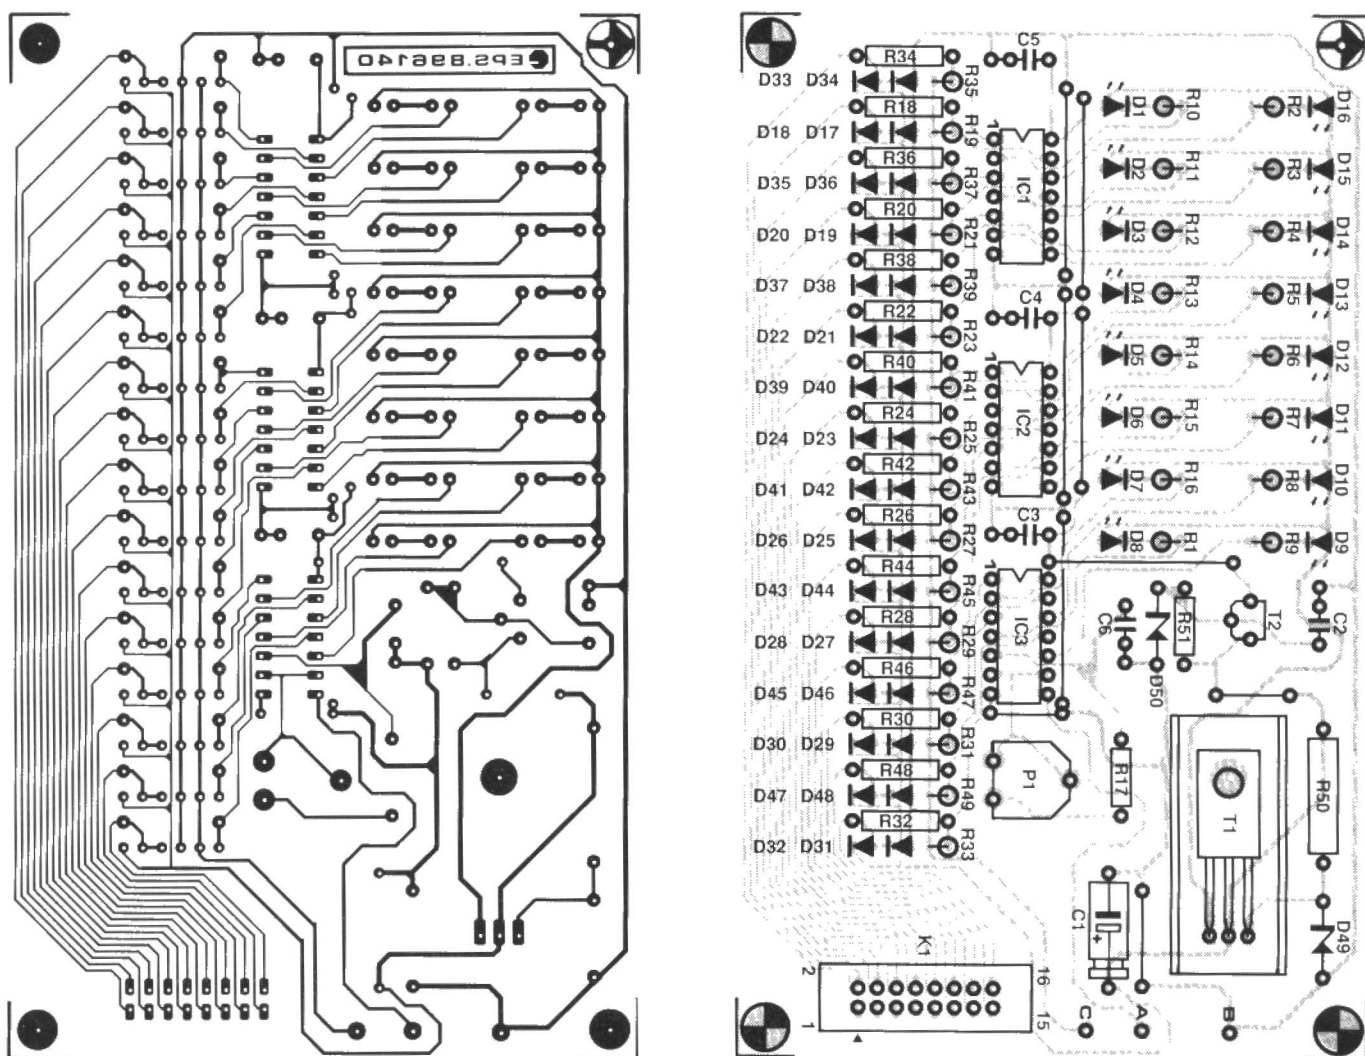 EPS.896140
R34
C5
D33 D34
R35
R18
D18 D17
R19
R36
D35 D36
R37
R20
D20 D19
R21
R38
D37 D38
R39
R22
D22 D21
R23
R40
D39 D40
R41
R24
D24 D23
R25
R42
D41 D42
R43
R26
D26 D25
R27
R44
D43 D44
R45
R28
D28 D27
R29
R46
D45 D46
R47
R30
D30 D29
R31
R48
D47 D48
R49
R32
D32 D31
R33
1
IC1
C4
1
IC2
C3
1
IC3
D1 R10 R2 D16
D2 R11 R3 D15
D3 R12 R4 D14
D4 R13 R5 D13
D5 R14 R6 D12
D6 R15 R7 D11
D7 R16 R8 D10
D8 R1 R9 D9
C6
D50
R51
T2
C2
P1
R17
T1
R50
C1
+
D49
K1
2
16
1
15
C
A
B